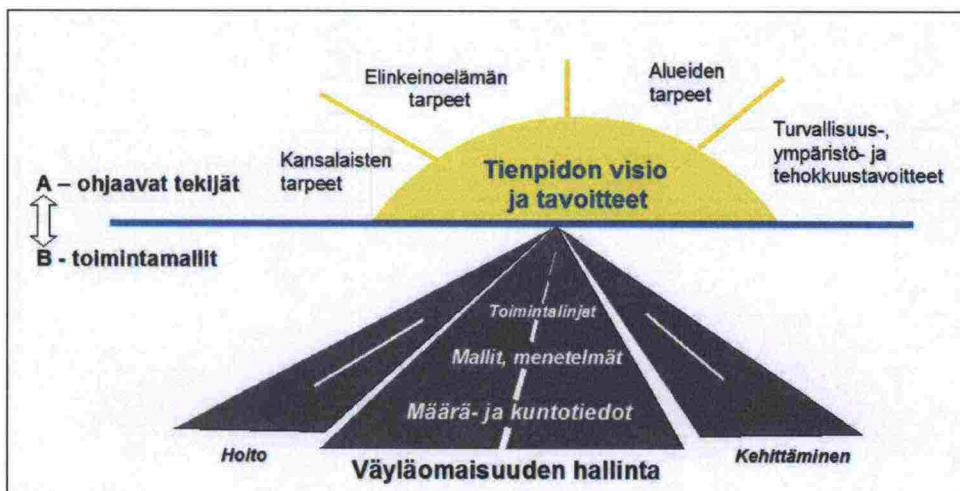 Elinkeinoelämän
tarpeet
Alueiden
tarpeet
Kansalaisten
tarpeet
Turvallisuus-,
ympäristö- ja
tehokkuustavoitteet
Tienpidon visio
ja tavoitteet
A – ohjaavat tekijät
B - toimintamallit
Toimintalinjat
Mallit, menetelmät
Määrä- ja kuntotiedot
Hoito
Väyläomaisuuden hallinta
Kehittäminen